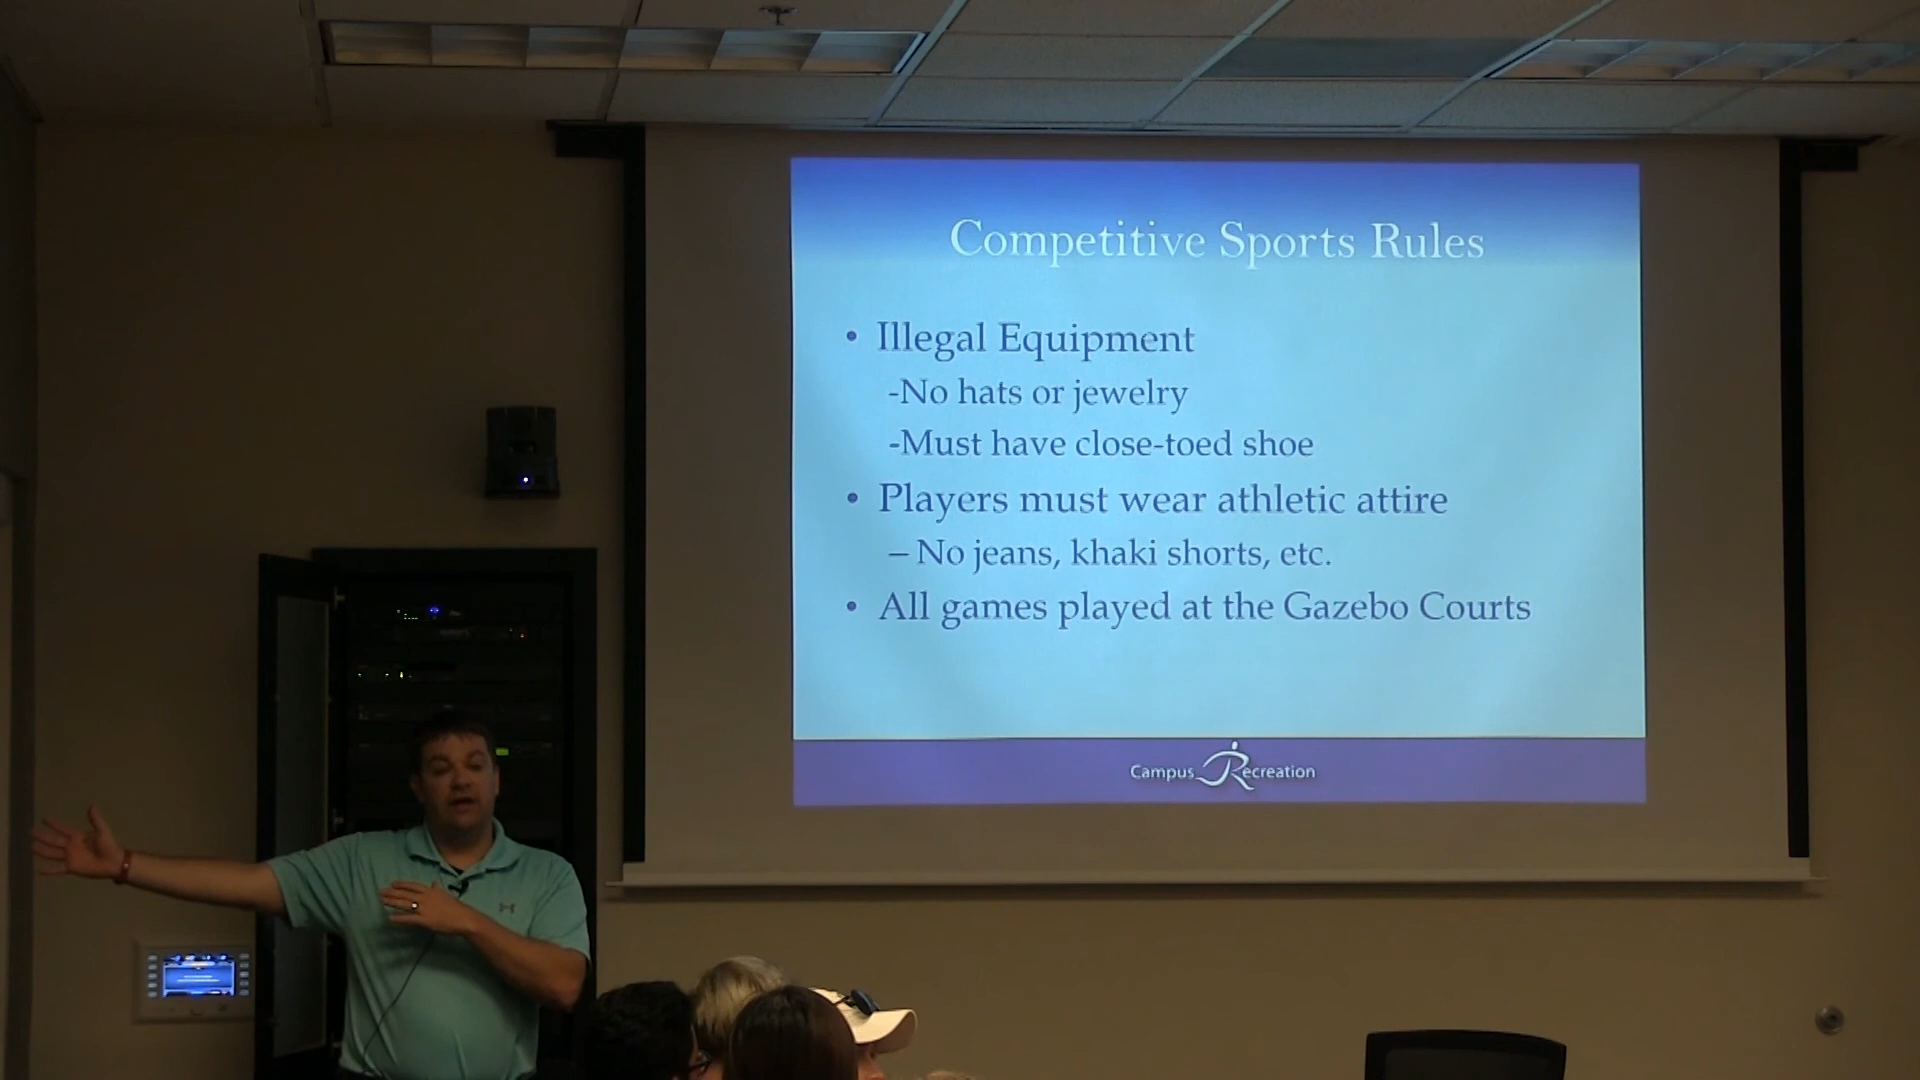 Competitive Sports Rules
• Illegal Equipment
-No hats or jewelry
-Must have close-toed shoe
• Players must wear athletic attire
– No jeans, khaki shorts, etc.
• All games played at the Gazebo Courts
Campus Recreation